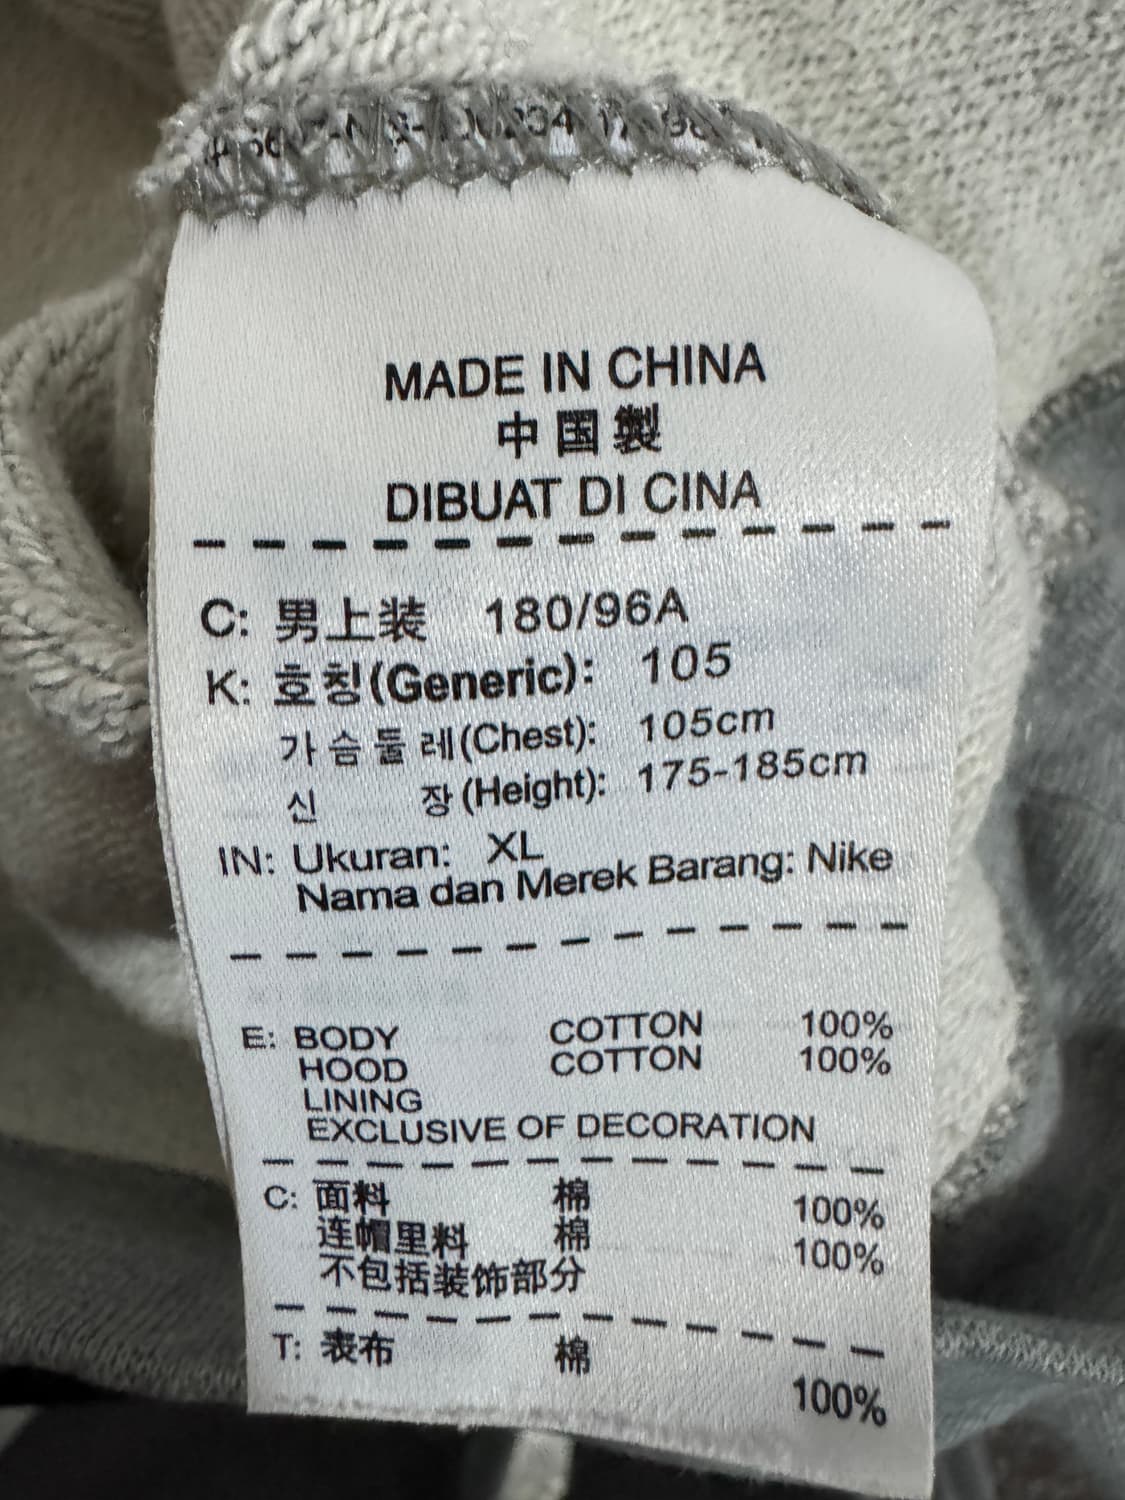 MADE IN CHINA
中国製
DIBUAT DI CINA
C: 男上装 180/96A
K: 호칭(Generic): 105
가슴둘레(Chest): 105cm
신 장(Height): 175-185cm
IN: Ukuran: XL
Nama dan Merek Barang: Nike
E: BODY COTTON 100%
HOOD COTTON 100%
LINING
EXCLUSIVE OF DECORATION
C: 面料 棉 100%
连帽里料 棉 100%
不包括装饰部分
T: 表布 棉 100%